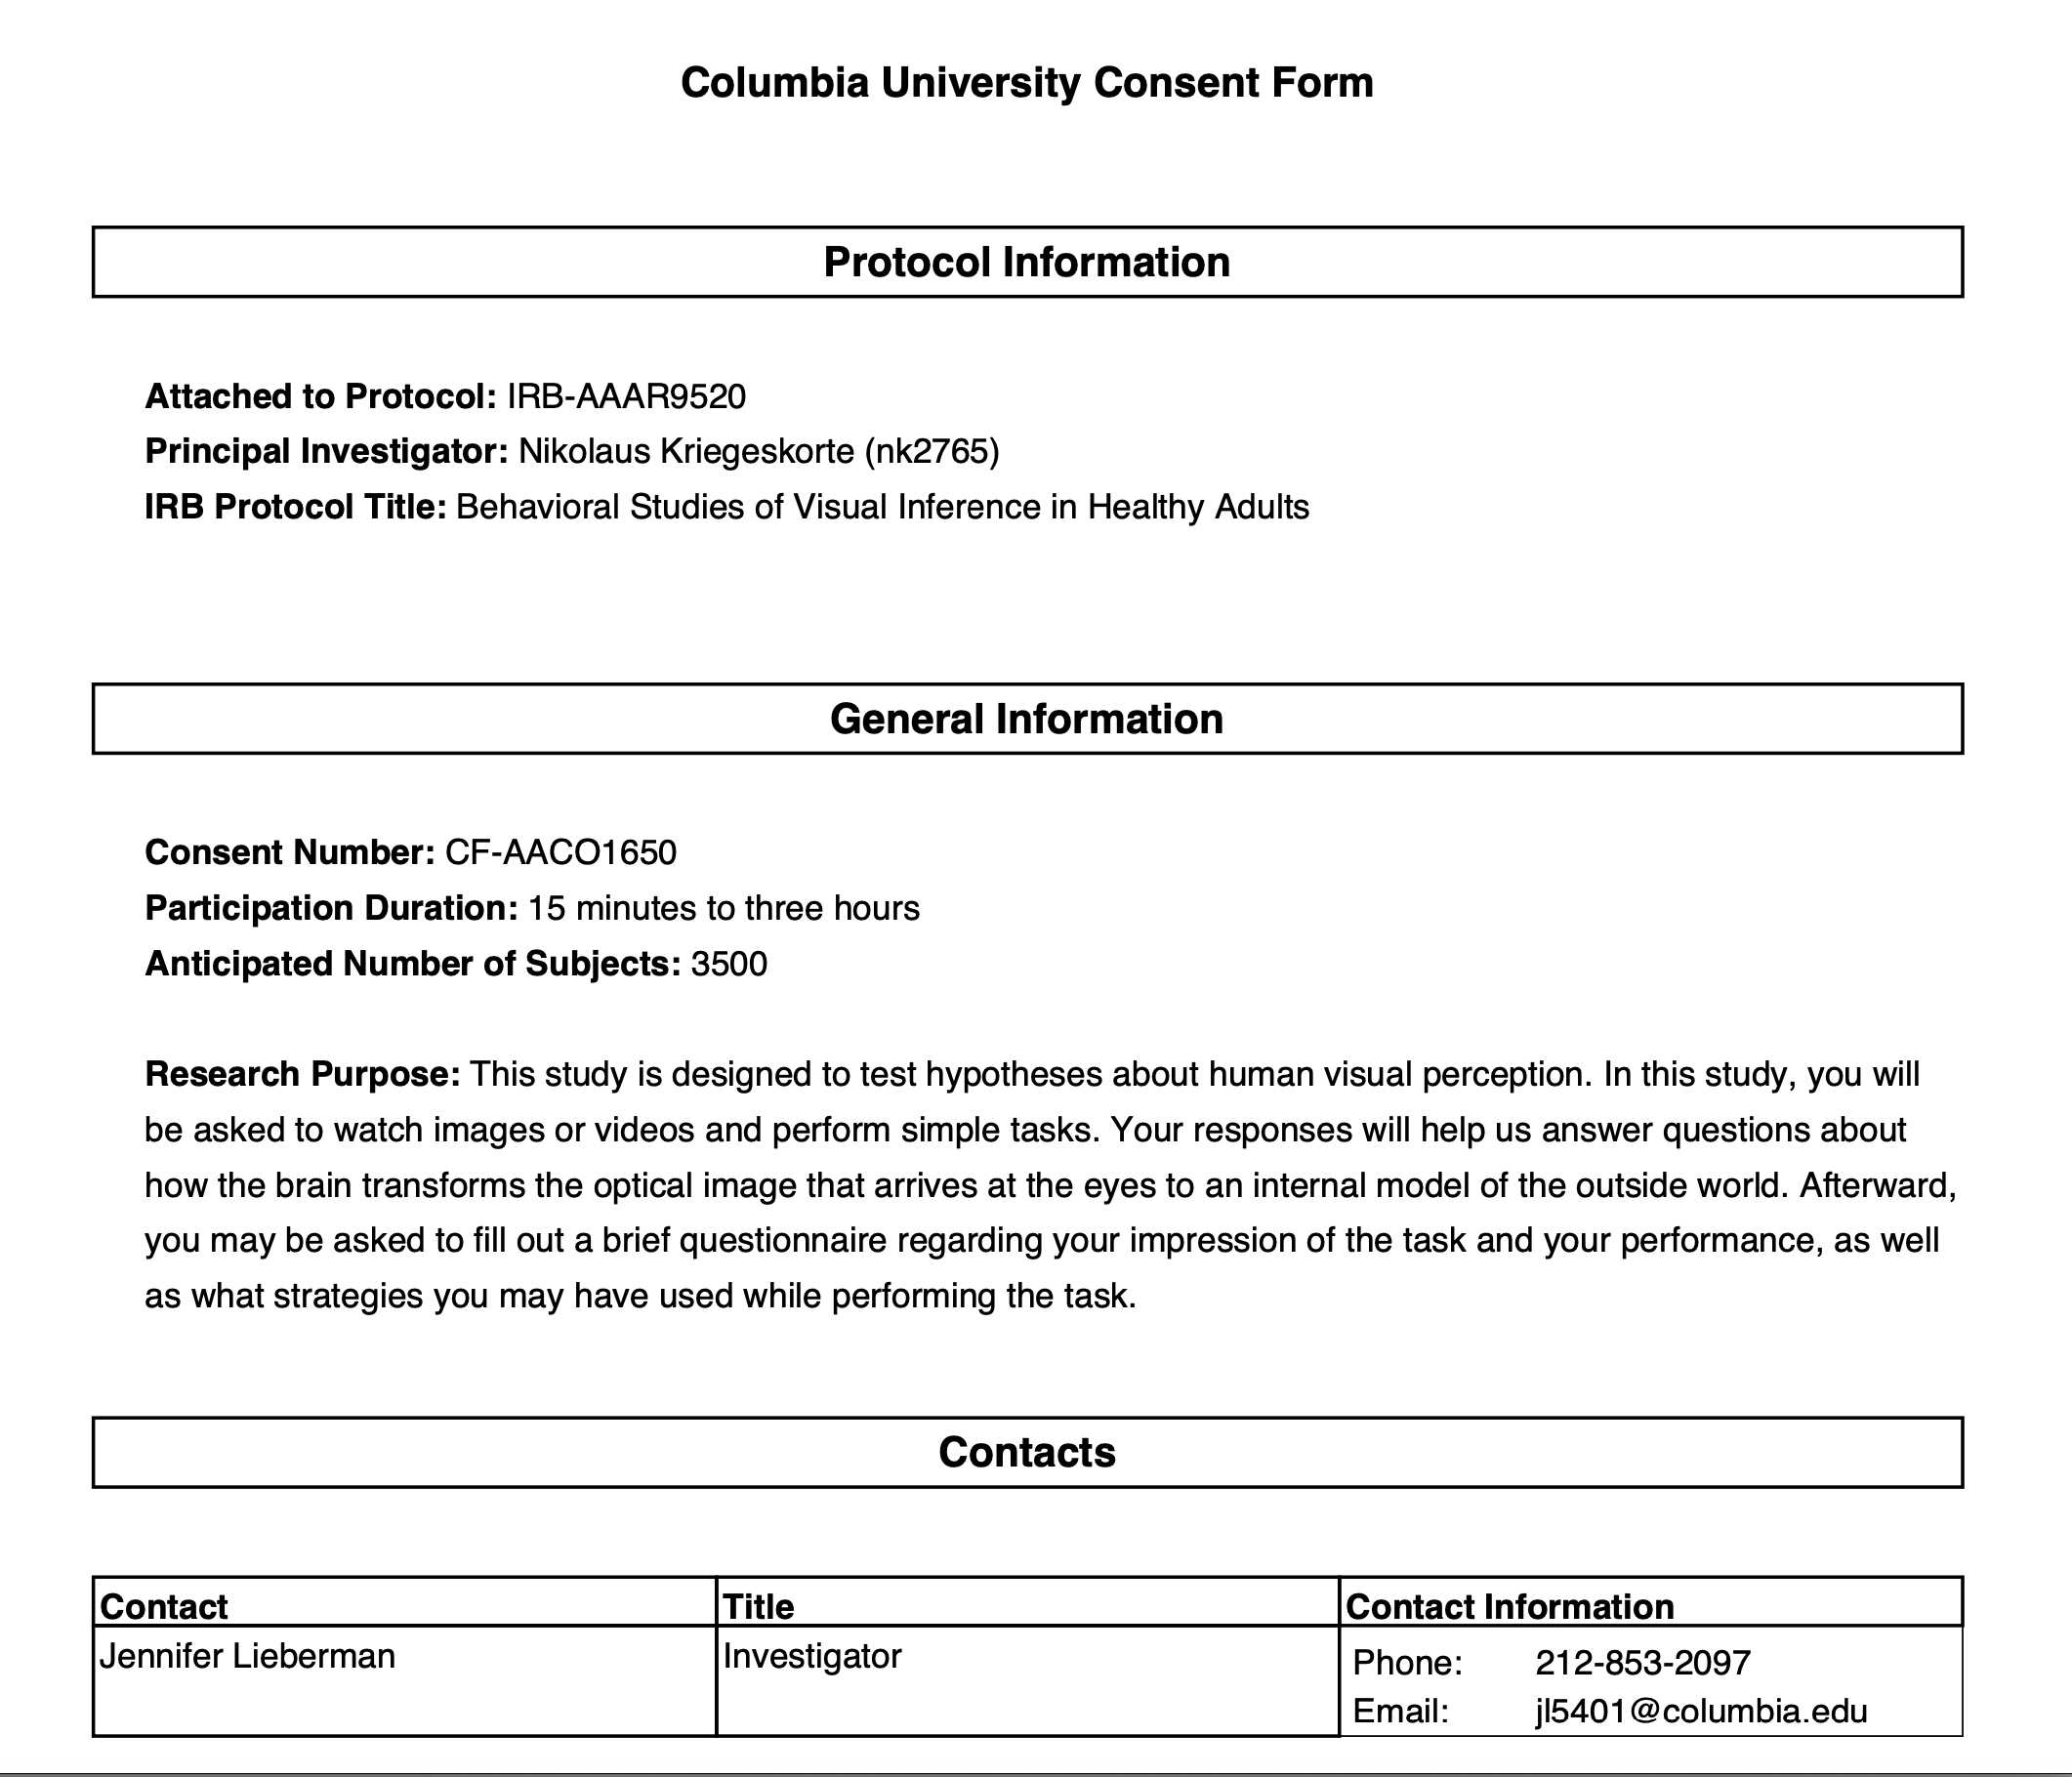 Columbia University Consent Form
Protocol Information
Attached to Protocol: IRB-AAAR9520
Principal Investigator: Nikolaus Kriegeskorte (nk2765)
IRB Protocol Title: Behavioral Studies of Visual Inference in Healthy Adults
General Information
Consent Number: CF-AACO1650
Participation Duration: 15 minutes to three hours
Anticipated Number of Subjects: 3500
Research Purpose: This study is designed to test hypotheses about human visual perception. In this study, you will
be asked to watch images or videos and perform simple tasks. Your responses will help us answer questions about
how the brain transforms the optical image that arrives at the eyes to an internal model of the outside world. Afterward,
you may be asked to fill out a brief questionnaire regarding your impression of the task and your performance, as well
as what strategies you may have used while performing the task.
Contacts
Contact Title Contact Information
Jennifer Lieberman Investigator Phone: 212-853-2097
Email: jl5401@columbia.edu